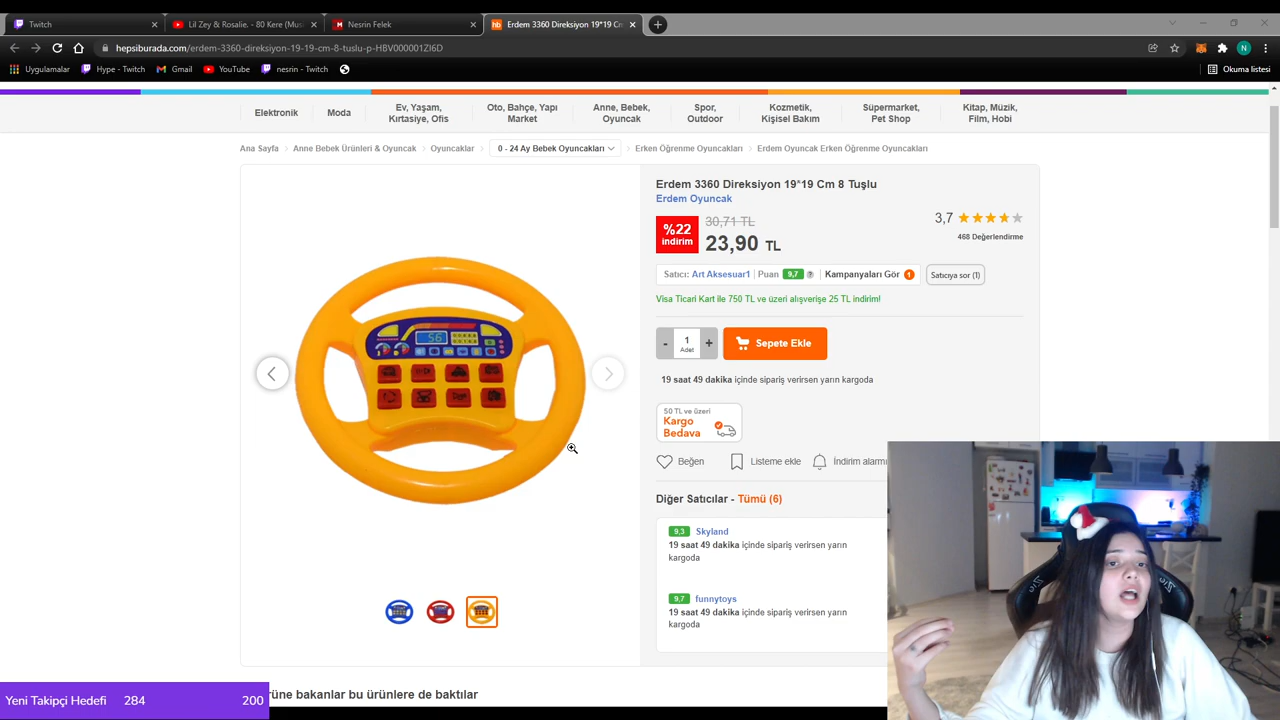 Twitch
Lil Zey & Rosalie. - 80 Kere (Mus
Nesrin Felek
Erdem 3360 Direksiyon 19*19 Cm
hepsiburada.com/erdem-3360-direksiyon-19-19-cm-8-tuslu-p-HBV000001ZI6D
Uygulamalar
Hype - Twitch
Gmail
YouTube
nesrin - Twitch
Okuma listesi
Elektronik
Moda
Ev, Yaşam,
Kırtasiye, Ofis
Oto, Bahçe, Yapı
Market
Anne, Bebek,
Oyuncak
Spor,
Outdoor
Kozmetik,
Kişisel Bakım
Süpermarket,
Pet Shop
Kitap, Müzik,
Film, Hobi
Ana Sayfa
Anne Bebek Ürünleri & Oyuncak
Oyuncaklar
0 - 24 Ay Bebek Oyuncakları
Erken Öğrenme Oyuncakları
Erdem Oyuncak Erken Öğrenme Oyuncakları
Erdem 3360 Direksiyon 19*19 Cm 8 Tuşlu
Erdem Oyuncak
%22
indirim
30,71 TL
23,90 TL
3,7
468 Değerlendirme
Satıcı: Art Aksesuar1
Puan 9,7
Kampanyaları Gör 1
Satıcıya sor (1)
Visa Ticari Kart ile 750 TL ve üzeri alışverişe 25 TL indirim!
- 1 +
Adet
Sepete Ekle
19 saat 49 dakika içinde sipariş verirsen yarın kargoda
50 TL ve üzeri
Kargo
Bedava
Beğen
Listeme ekle
İndirim alarmı
Diğer Satıcılar - Tümü (6)
9,3 Skyland
19 saat 49 dakika içinde sipariş verirsen yarın
kargoda
9,7 funnytoys
19 saat 49 dakika içinde sipariş verirsen yarın
kargoda
56
rüne bakanlar bu ürünlere de baktılar
Yeni Takipçi Hedefi 284 200